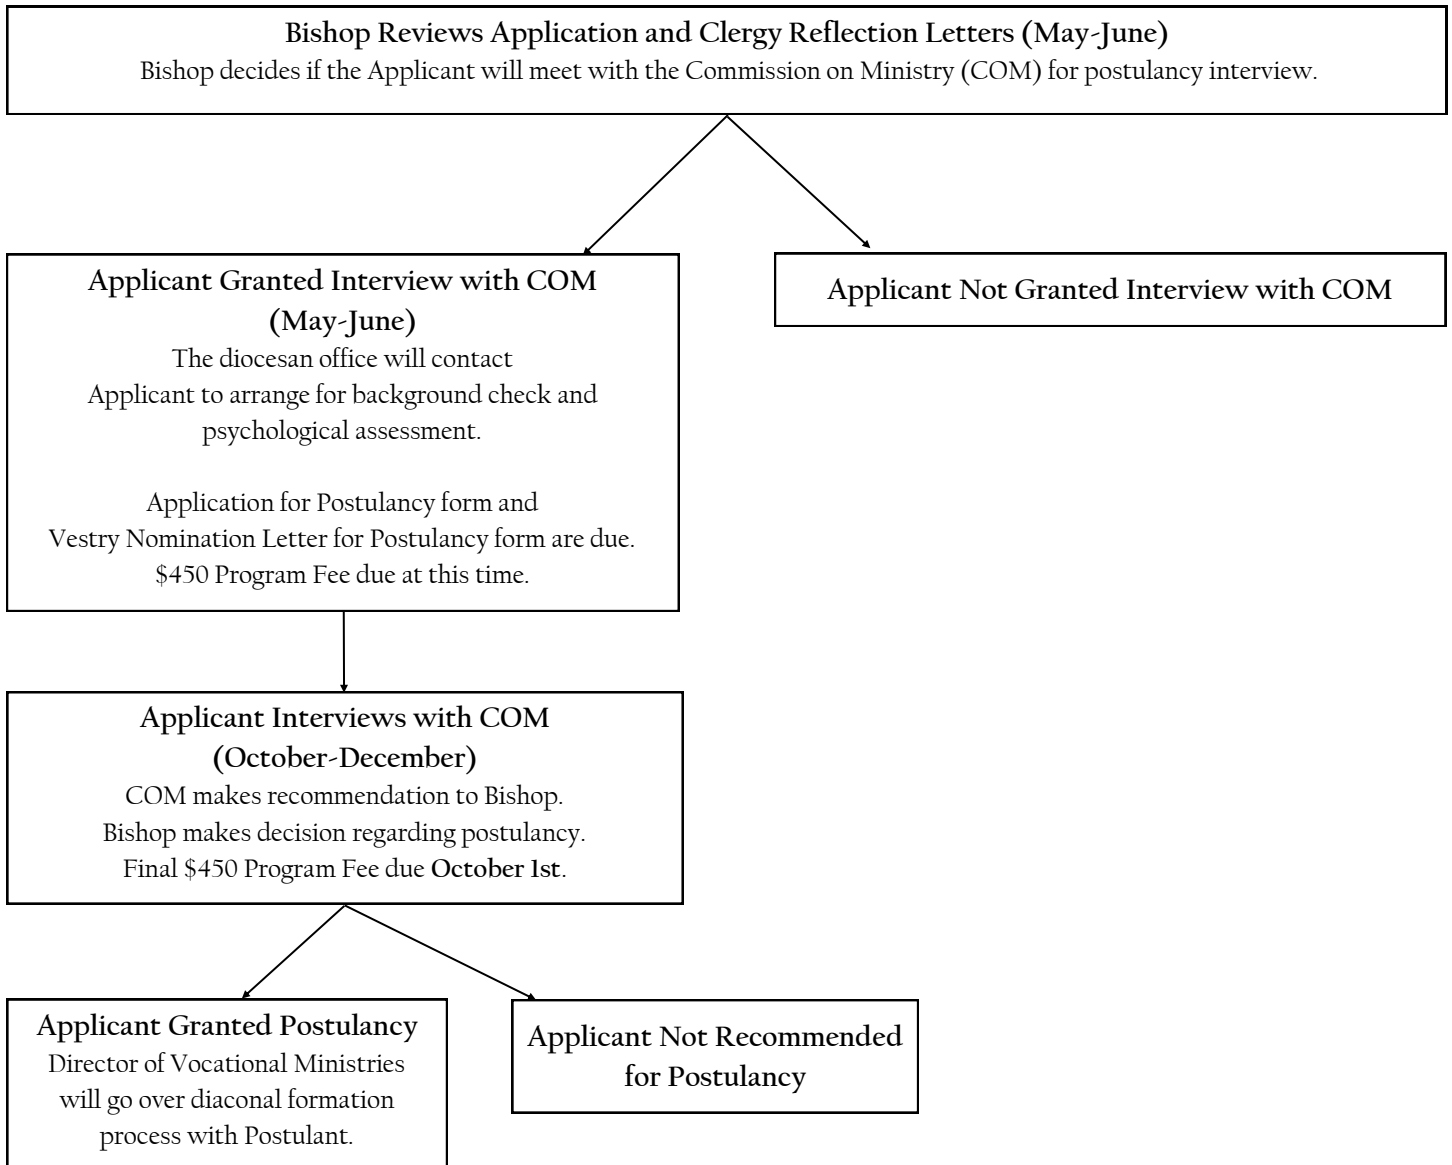 Bishop Reviews Application and Clergy Reflection Letters (May-June)
Bishop decides if the Applicant will meet with the Commission on Ministry (COM) for postulancy interview.
Applicant Granted Interview with COM
(May-June)
The diocesan office will contact
Applicant to arrange for background check and
psychological assessment.
Application for Postulancy form and
Vestry Nomination Letter for Postulancy form are due.
$450 Program Fee due at this time.
Applicant Not Granted Interview with COM
Applicant Interviews with COM
(October-December)
COM makes recommendation to Bishop.
Bishop makes decision regarding postulancy.
Final $450 Program Fee due October 1st.
Applicant Granted Postulancy
Director of Vocational Ministries
will go over diaconal formation
process with Postulant.
Applicant Not Recommended
for Postulancy